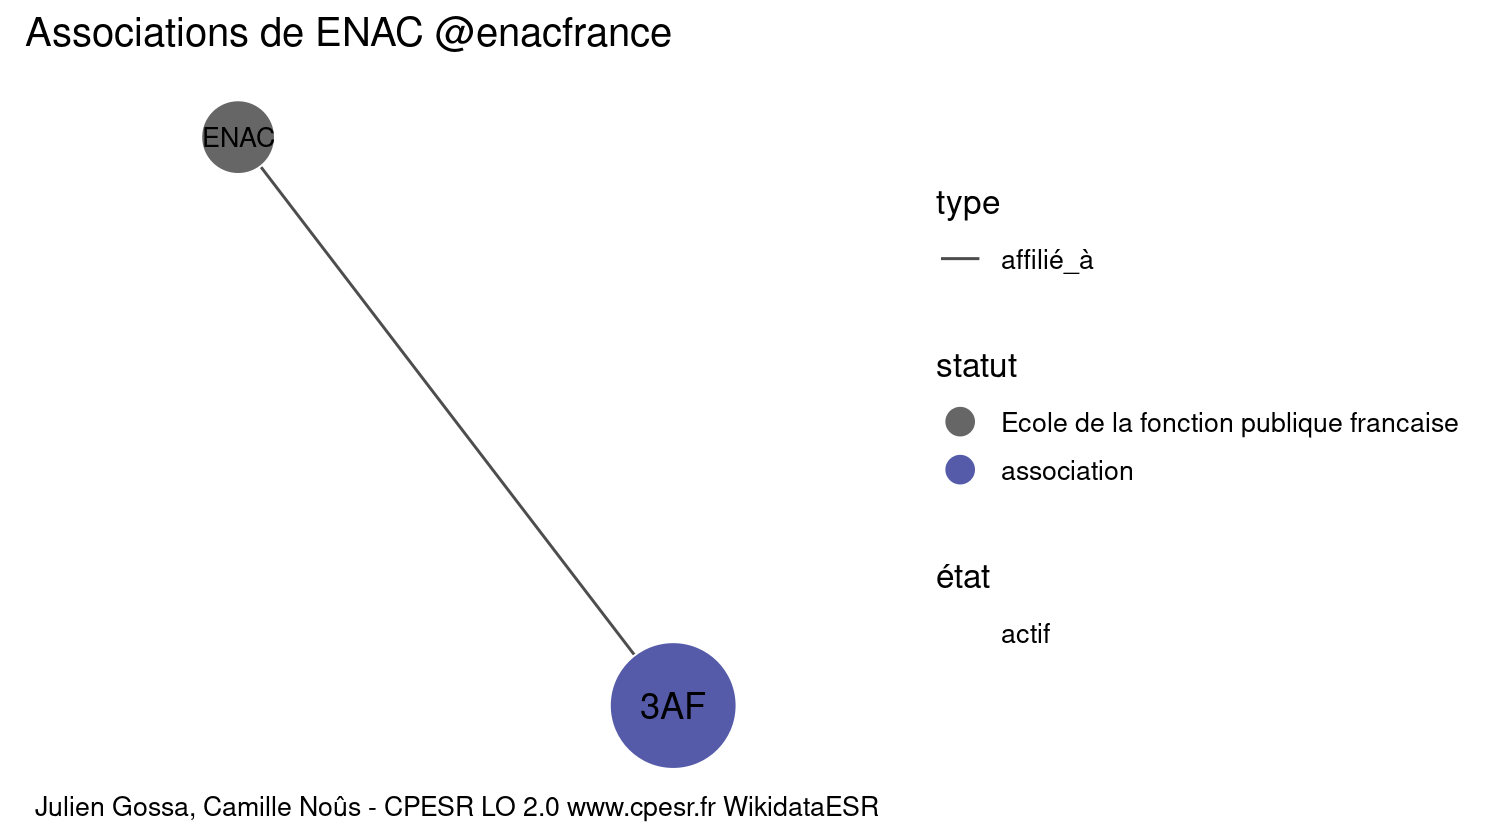 Associations de ENAC @enacfrance
ENAC
type
affilié_à
statut
Ecole de la fonction publique francaise
association
état
actif
3AF
Julien Gossa, Camille Noûs - CPESR LO 2.0 www.cpesr.fr WikidataESR